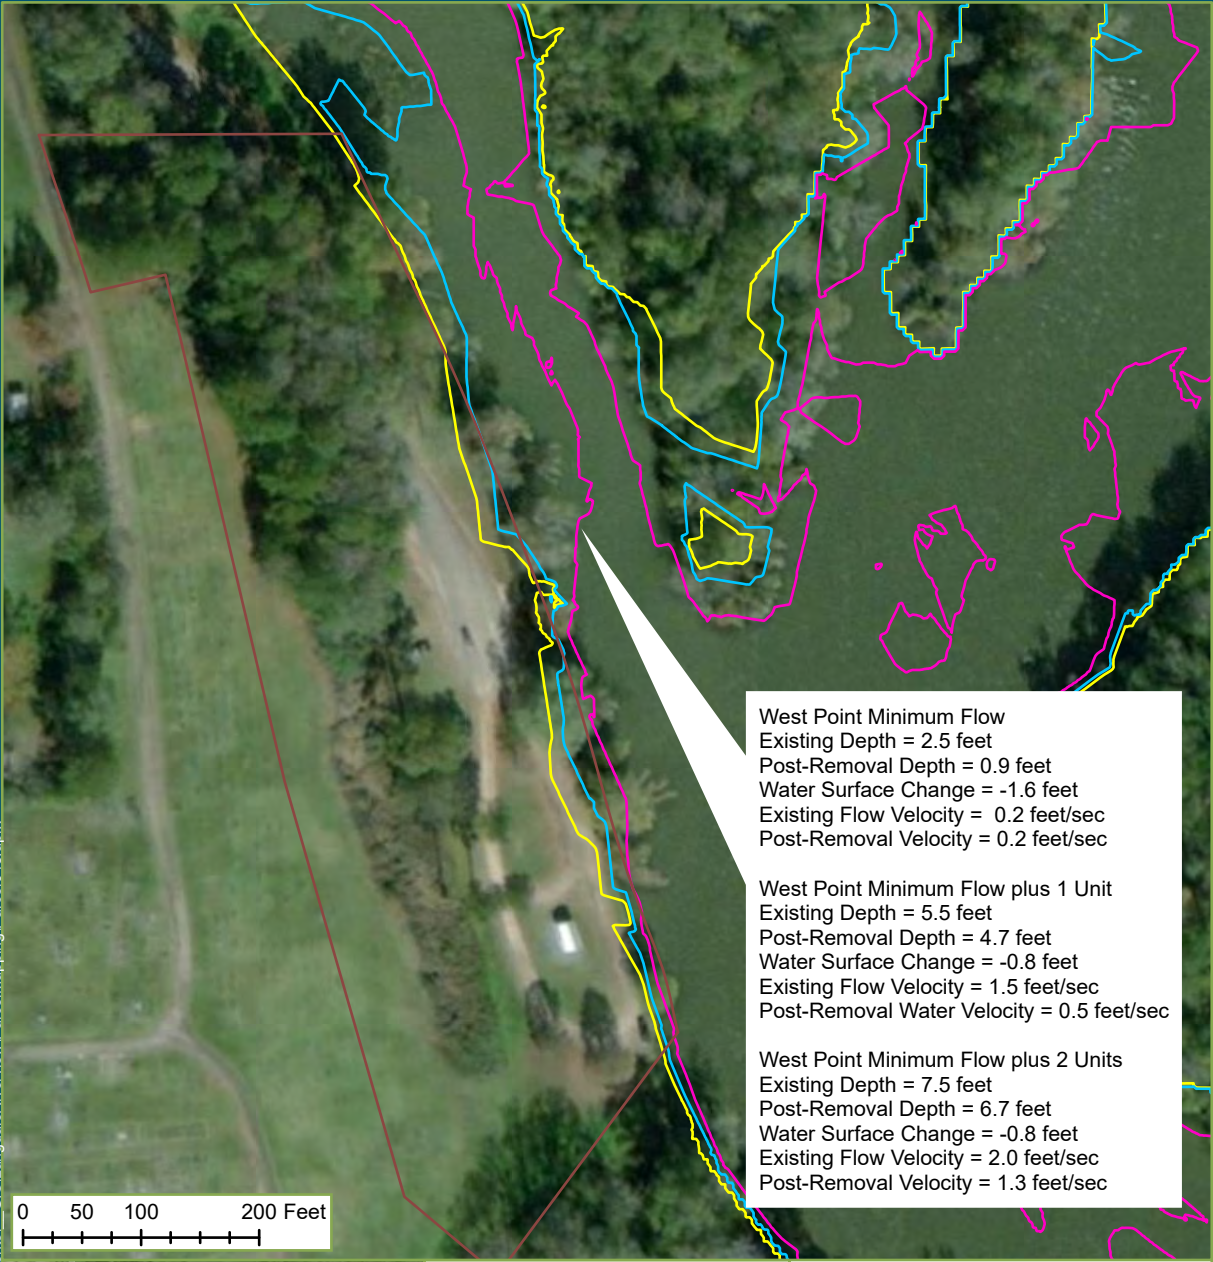 West Point Minimum Flow
Existing Depth = 2.5 feet
Post-Removal Depth = 0.9 feet
Water Surface Change = -1.6 feet
Existing Flow Velocity =  0.2 feet/sec
Post-Removal Velocity = 0.2 feet/sec
West Point Minimum Flow plus 1 Unit
Existing Depth = 5.5 feet
Post-Removal Depth = 4.7 feet
Water Surface Change = -0.8 feet
Existing Flow Velocity = 1.5 feet/sec
Post-Removal Water Velocity = 0.5 feet/sec
West Point Minimum Flow plus 2 Units
Existing Depth = 7.5 feet
Post-Removal Depth = 6.7 feet
Water Surface Change = -0.8 feet
Existing Flow Velocity = 2.0 feet/sec
Post-Removal Velocity = 1.3 feet/sec
0 50 100 200 Feet